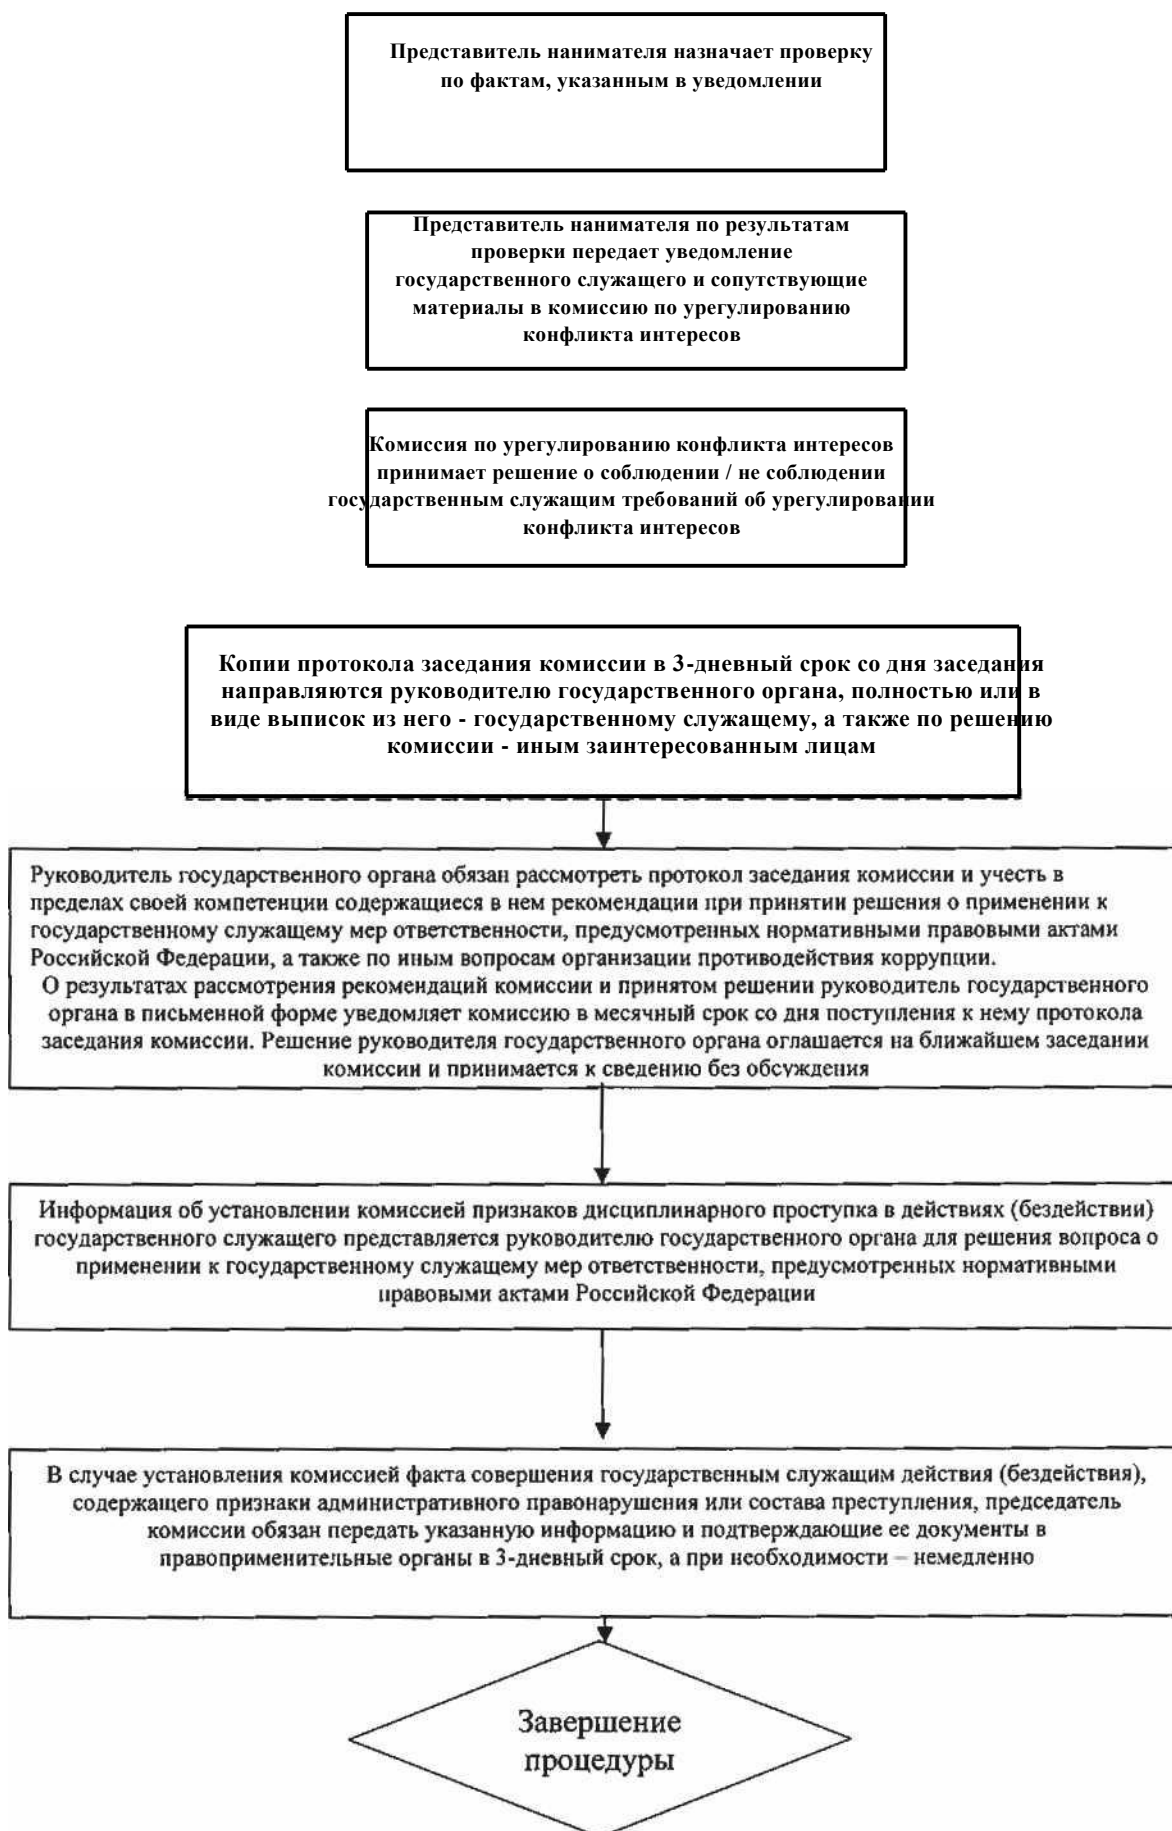 Представитель нанимателя назначает проверку
по фактам, указанным в уведомлении
Представитель нанимателя по результатам
проверки передает уведомление
государственного служащего и сопутствующие
материалы в комиссию по урегулированию
конфликта интересов
Комиссия по урегулированию конфликта интересов
принимает решение о соблюдении / не соблюдении
государственным служащим требований об урегулировании
конфликта интересов
Копии протокола заседания комиссии в 3-дневный срок со дня заседания
направляются руководителю государственного органа, полностью или в
виде выписок из него - государственному служащему, а также по решению
комиссии - иным заинтересованным лицам
Руководитель государственного органа обязан рассмотреть протокол заседания комиссии и учесть в
пределах своей компетенции содержащиеся в нем рекомендации при принятии решения о применении к
государственному служащему мер ответственности, предусмотренных нормативными правовыми актами
Российской Федерации, а также по иным вопросам организации противодействия коррупции.
О результатах рассмотрения рекомендаций комиссии и принятом решении руководитель государственного
органа в письменной форме уведомляет комиссию в месячный срок со дня поступления к нему протокола
заседания комиссии. Решение руководителя государственного органа оглашается на ближайшем заседании
комиссии и принимается к сведению без обсуждения
Информация об установлении комиссией признаков дисциплинарного проступка в действиях (бездействии)
государственного служащего представляется руководителю государственного органа для решения вопроса о
применении к государственному служащему мер ответственности, предусмотренных нормативными
правовыми актами Российской Федерации
В случае установления комиссией факта совершения государственным служащим действия (бездействия),
содержащего признаки административного правонарушения или состава преступления, председатель
комиссии обязан передать указанную информацию и подтверждающие ее документы в
правоприменительные органы в 3-дневный срок, а при необходимости – немедленно
Завершение
процедуры